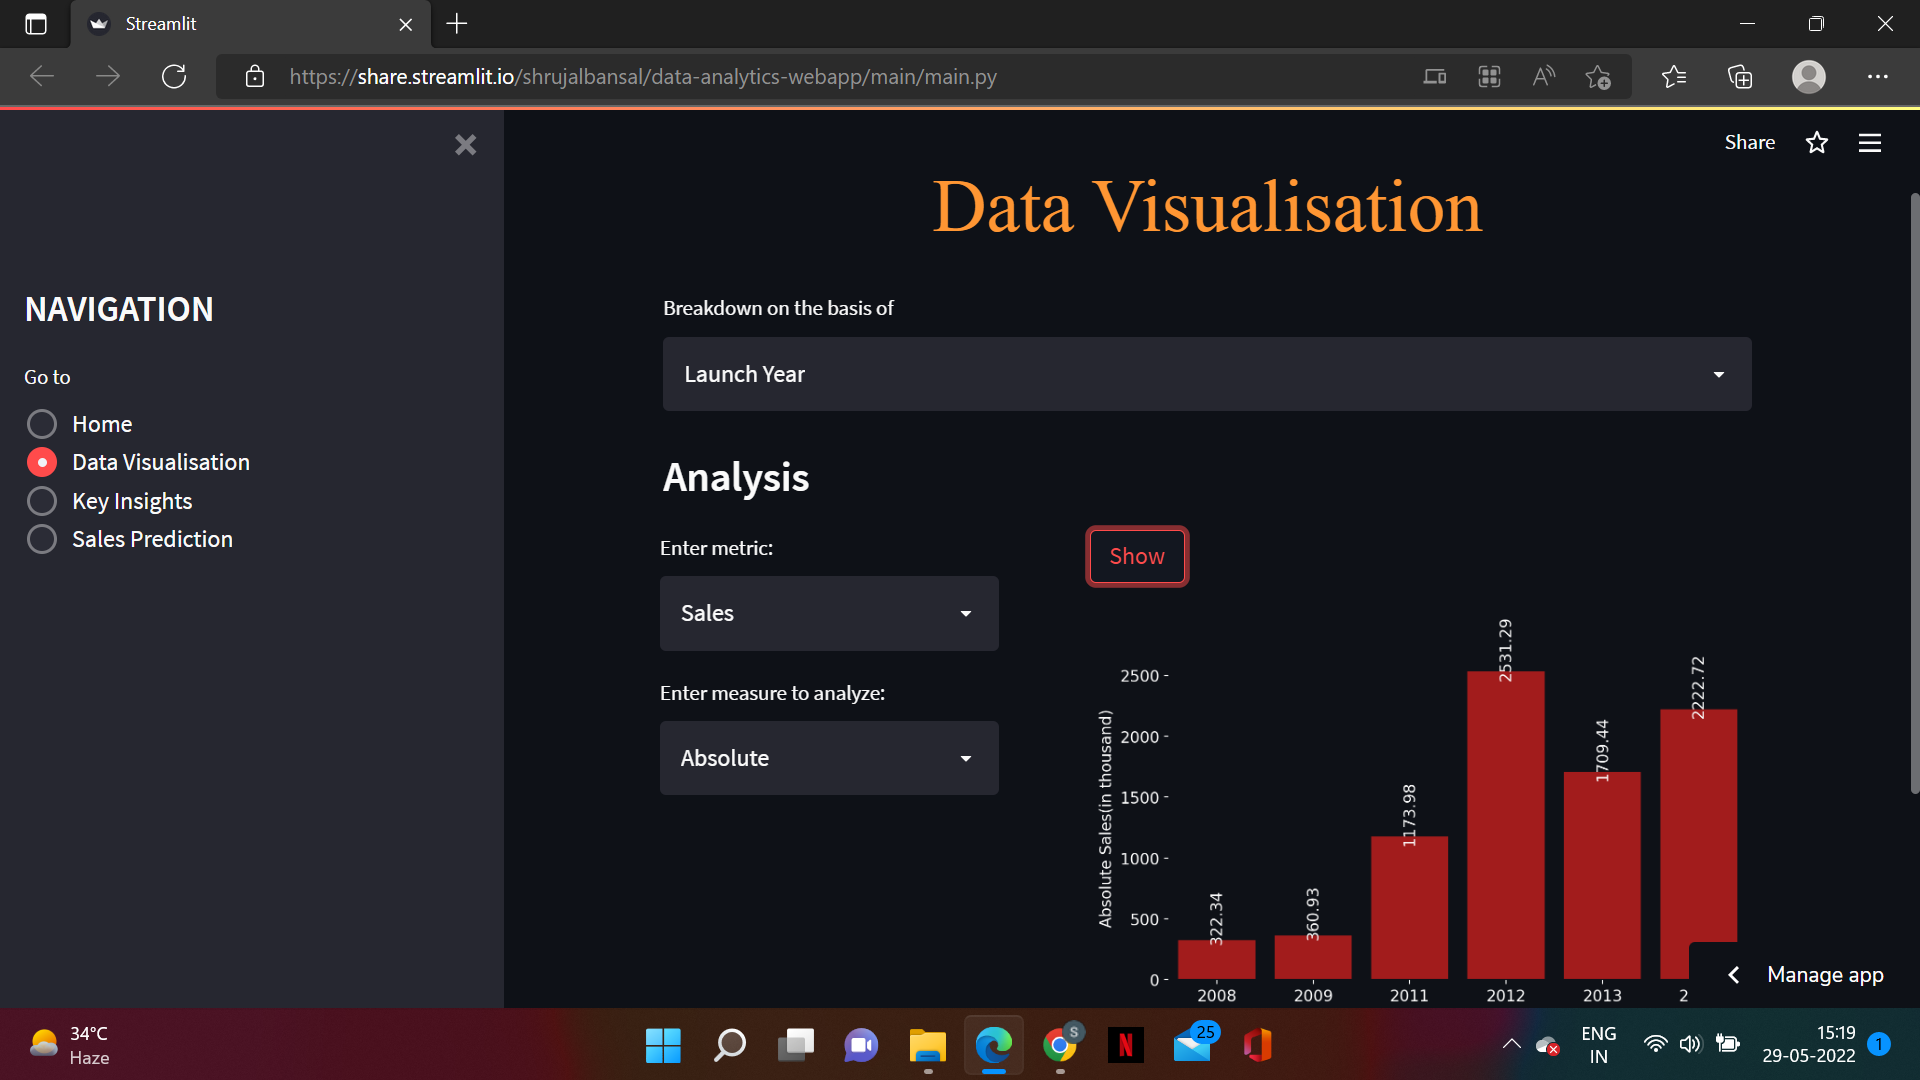 Streamlit
https://share.streamlit.io/shrujalbansal/data-analytics-webapp/main/main.py
Share
Data Visualisation
NAVIGATION
Go to
Home
Data Visualisation
Key Insights
Sales Prediction
Breakdown on the basis of
Launch Year
Analysis
Enter metric:
Sales
Enter measure to analyze:
Absolute
Show
Absolute Sales(in thousand)
2500
2000
1500
1000
500
0
322.34
360.93
1173.98
2531.29
1709.44
2222.72
2008
2009
2011
2012
2013
2
Manage app
34°C
Haze
S
N
25
ENG
IN
15:19
29-05-2022
1